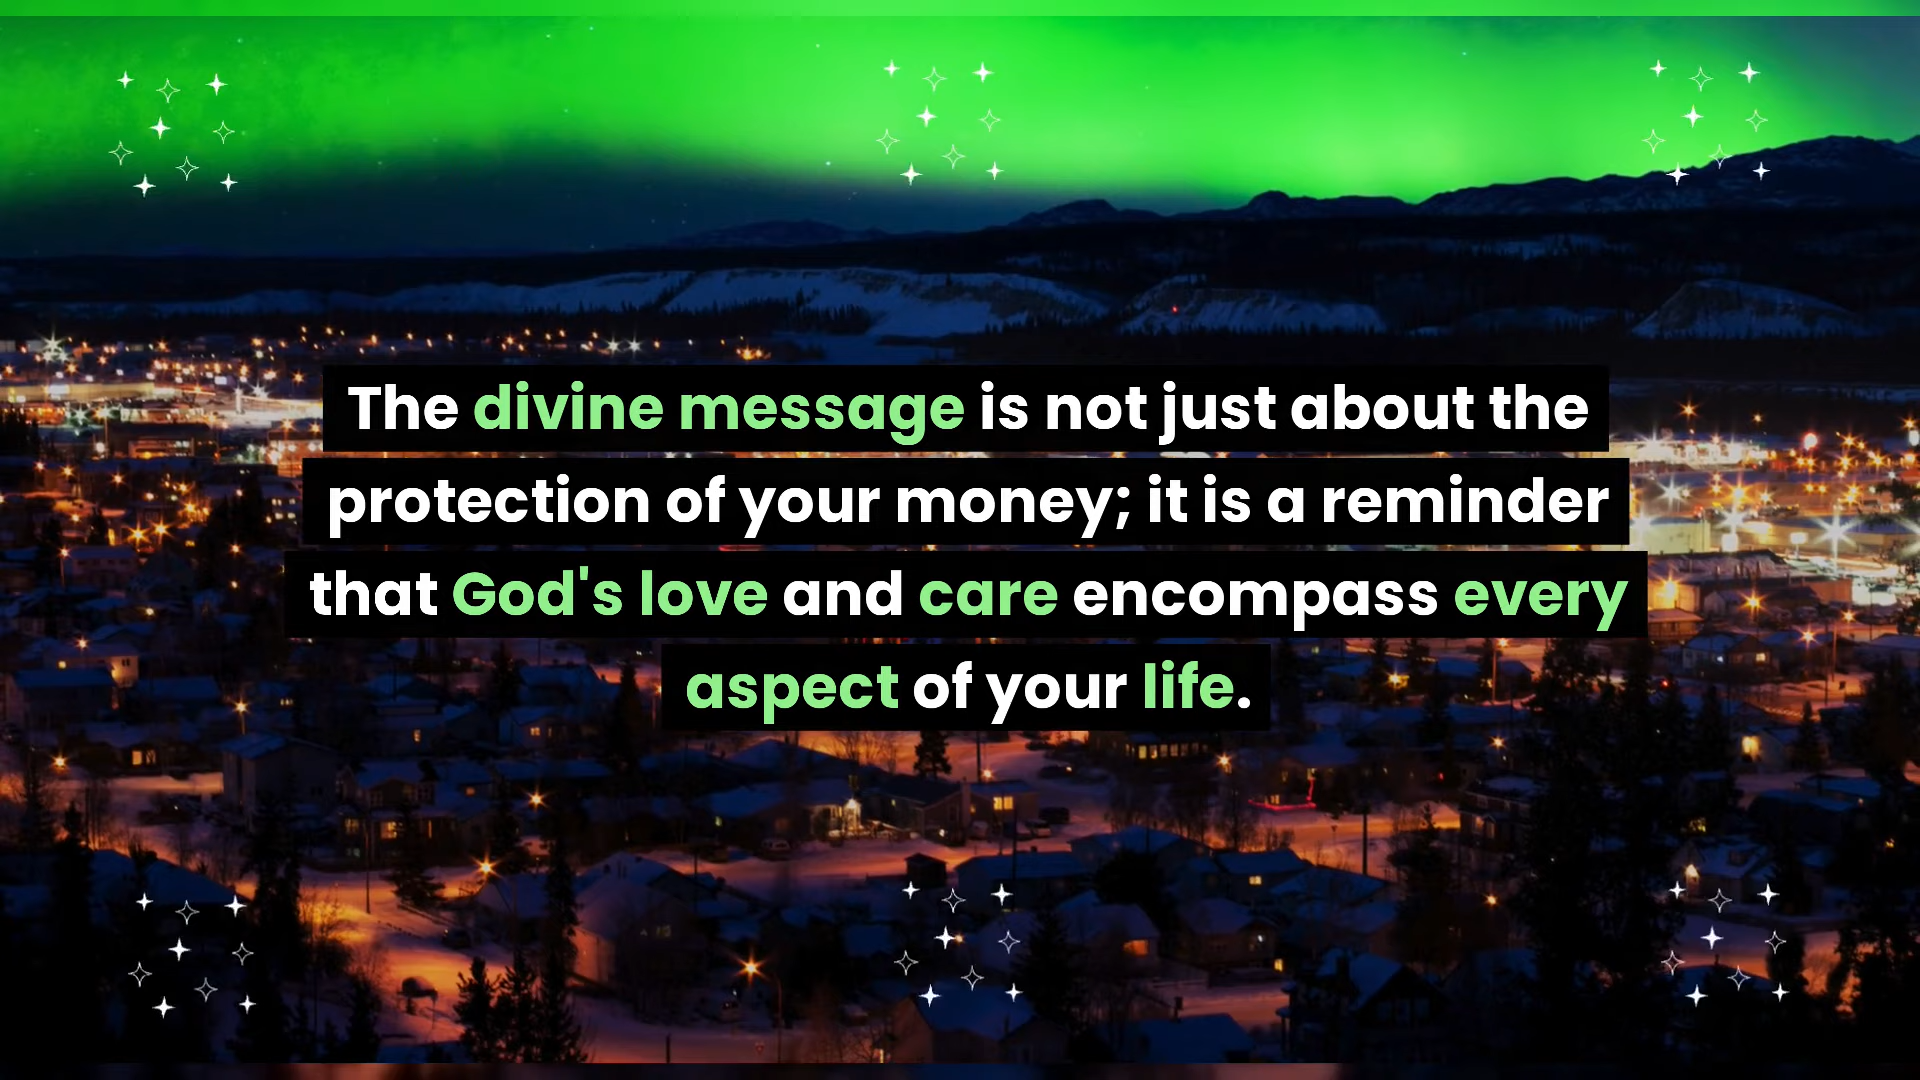 The divine message is not just about the
protection of your money; it is a reminder
that God's love and care encompass every
aspect of your life.